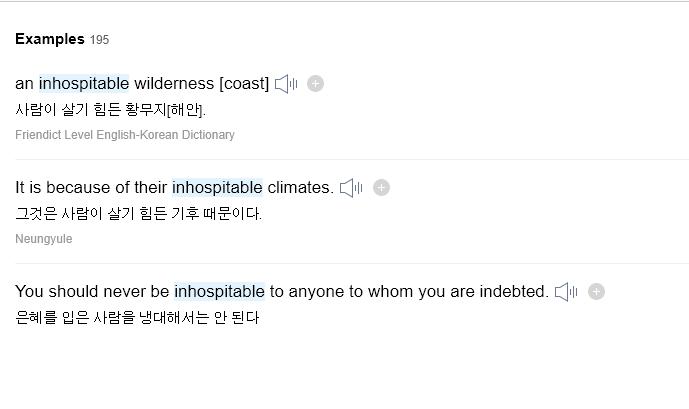 Examples 195
an inhospitable wilderness [coast]
사람이 살기 힘든 황무지[해안].
Friendict Level English-Korean Dictionary
It is because of their inhospitable climates.
그것은 사람이 살기 힘든 기후 때문이다.
Neungyule
You should never be inhospitable to anyone to whom you are indebted.
은혜를 입은 사람을 냉대해서는 안 된다